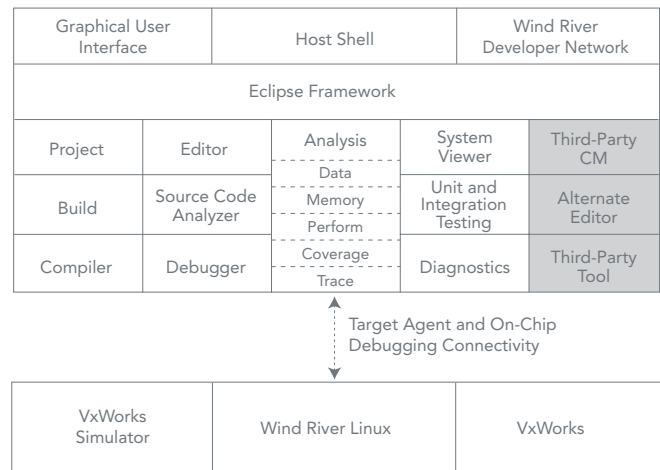 Graphical User
Interface
Host Shell
Wind River
Developer Network
Eclipse Framework
Project
Editor
Analysis
System
Viewer
Third-Party
CM
Data
Build
Source Code
Analyzer
Memory
Perform
Unit and
Integration
Testing
Alternate
Editor
Compiler
Debugger
Coverage
Trace
Diagnostics
Third-Party
Tool
Target Agent and On-Chip
Debugging Connectivity
VxWorks
Simulator
Wind River Linux
VxWorks